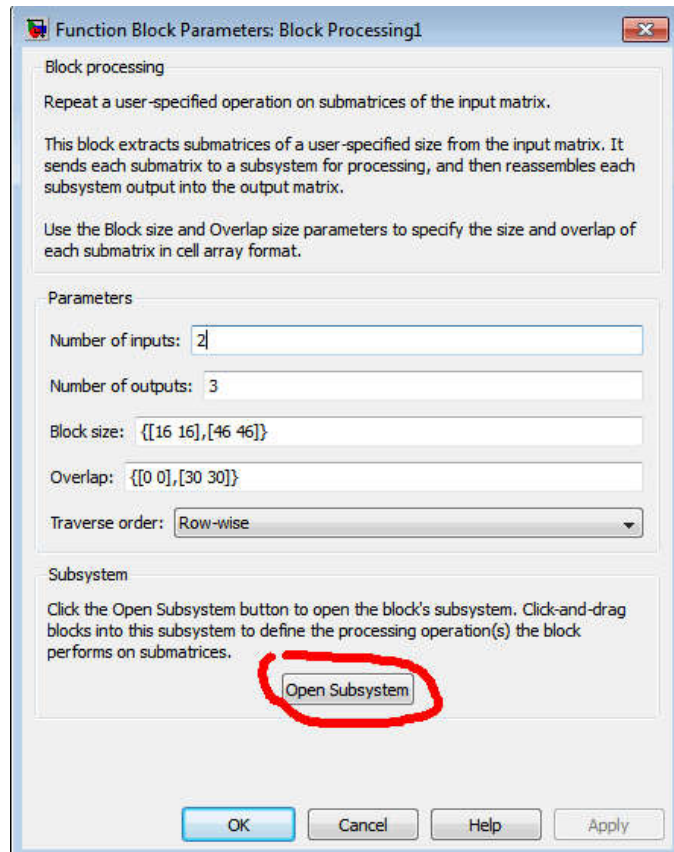 Function Block Parameters: Block Processing1
Block processing
Repeat a user-specified operation on submatrices of the input matrix.
This block extracts submatrices of a user-specified size from the input matrix. It
sends each submatrix to a subsystem for processing, and then reassembles each
subsystem output into the output matrix.
Use the Block size and Overlap size parameters to specify the size and overlap of
each submatrix in cell array format.
Parameters
Number of inputs: 2
Number of outputs: 3
Block size: {[16 16],[46 46]}
Overlap: {[0 0],[30 30]}
Traverse order: Row-wise
Subsystem
Click the Open Subsystem button to open the block's subsystem. Click-and-drag
blocks into this subsystem to define the processing operation(s) the block
performs on submatrices.
Open Subsystem
OK Cancel Help Apply